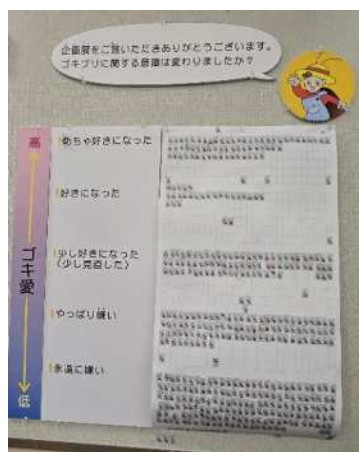 企画展をご覧いただきありがとうございます。
ゴキブリに関する意識は変わりましたか？
高
めちゃ好きになった
好きになった
少し好きになった
（少し見直した）
ゴキ愛
やっぱり嫌い
永遠に嫌い
低